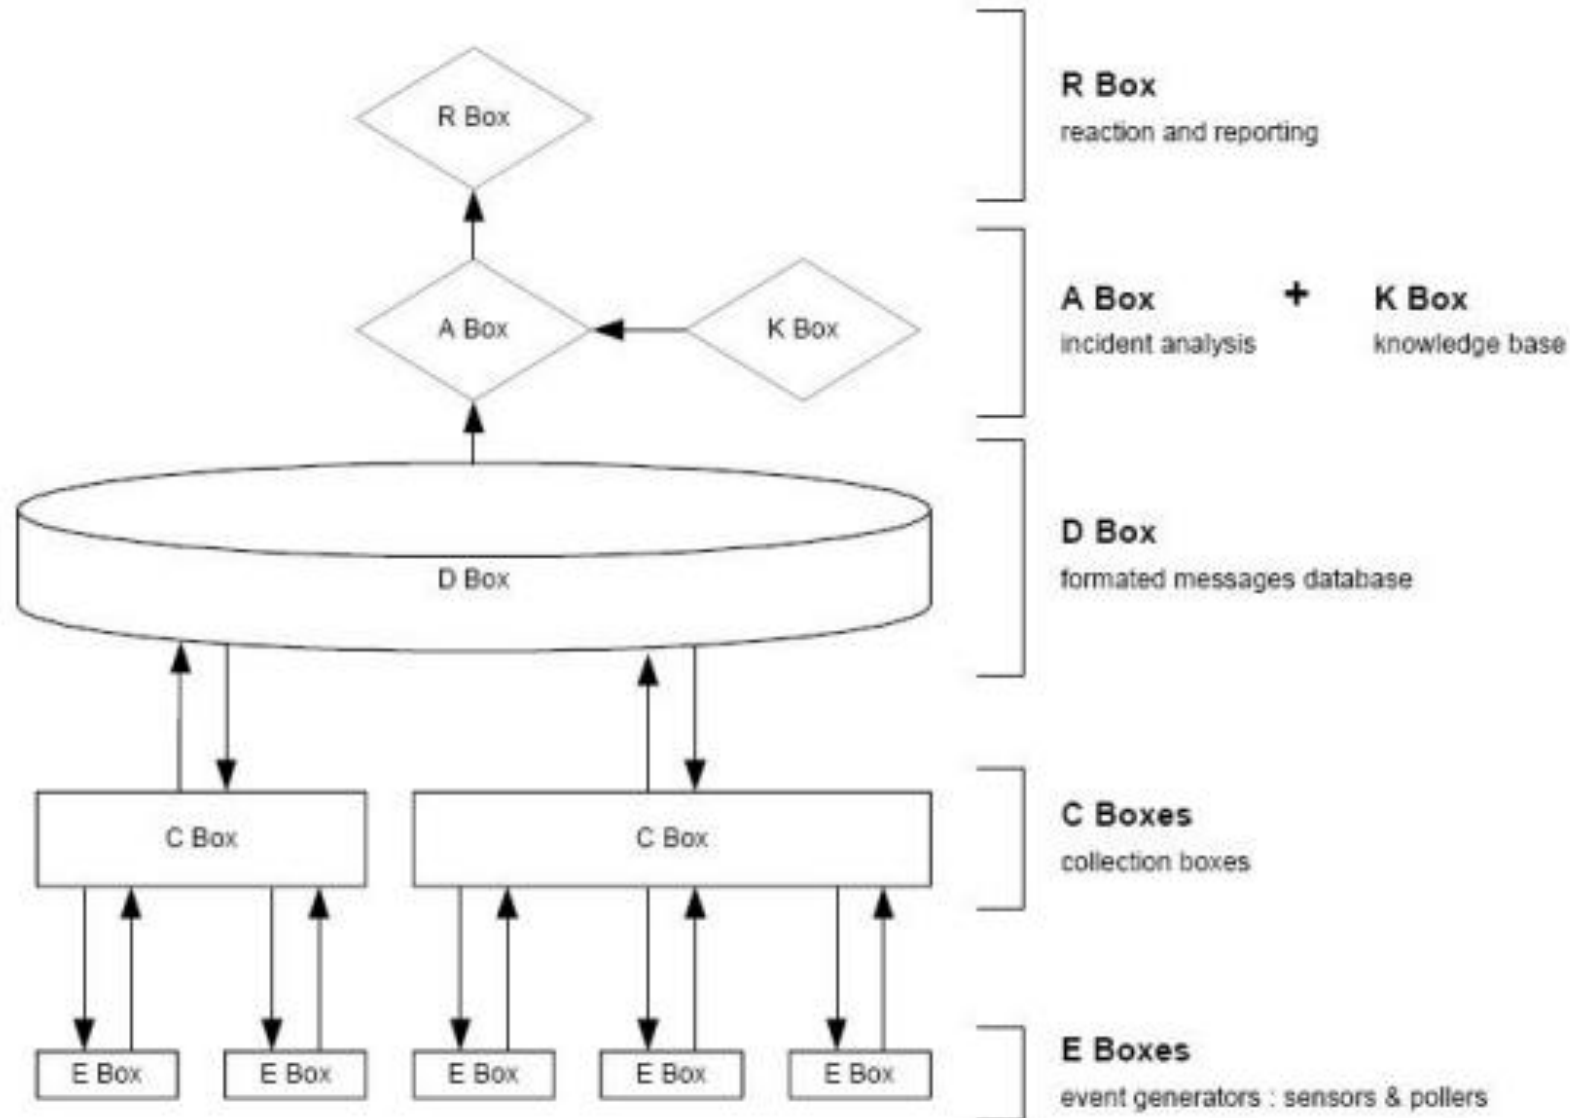 R Box
R Box
reaction and reporting
A Box
K Box
A Box + K Box
incident analysis knowledge base
D Box
D Box
formated messages database
C Box
C Box
C Boxes
collection boxes
E Box
E Box
E Box
E Box
E Box
E Boxes
event generators : sensors & pollers